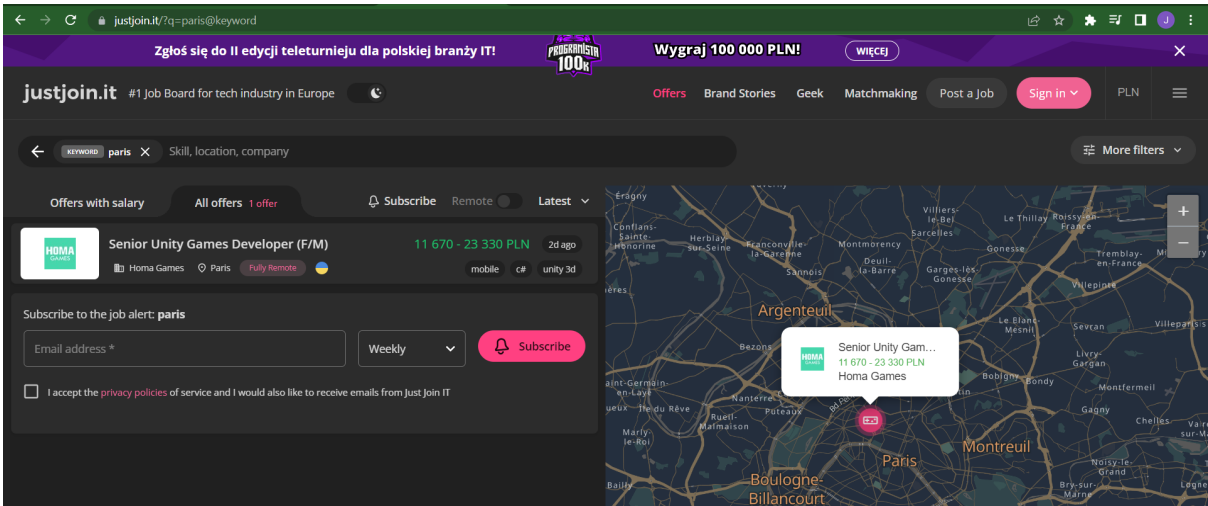 justjoin.it/?q=paris@keyword
J
Zgłoś się do II edycji teleturnieju dla polskiej branży IT!
PROGRAMISTA
100K
Wygraj 100 000 PLN!
WIĘCEJ
justjoin.it
#1 Job Board for tech industry in Europe
Offers
Brand Stories
Geek
Matchmaking
Post a Job
Sign in
PLN
KEYWORD paris
Skill, location, company
More filters
Offers with salary
All offers 1 offer
Subscribe
Remote
Latest
HOMA
GAMES
Senior Unity Games Developer (F/M)
11 670 - 23 330 PLN
2d ago
Homa Games
Paris
Fully Remote
mobile
c#
unity 3d
Subscribe to the job alert: paris
Email address *
Weekly
Subscribe
I accept the privacy policies of service and I would also like to receive emails from Just Join IT
Éragny
Conflans-
Sainte-
Honorine
Herblay-
sur-Seine
Franconville-
la-Garenne
Montmorency
Villiers-
le-Bel
Sarcelles
Le Thillay
Roissy-en-
France
Gonesse
Tremblay-
en-France
Sannois
Deuil-
la-Barre
Garges-lès-
Gonesse
Villepinte
Argenteuil
Le Blanc-
Mesnil
Sevran
Villeparisis
Bezons
HOMA
GAMES
Senior Unity Gam...
11 670 - 23 330 PLN
Homa Games
Livry-
Gargan
Bobigny
Bondy
Montfermeil
aint-Germain-
en-Laye
Nanterre
Île du Rêve
Rueil-
Malmaison
Puteaux
Gagny
Chelles
Marly-
le-Roi
Montreuil
Paris
Noisy-le-
Grand
Bailly
Boulogne-
Billancourt
Bry-sur-
Marne